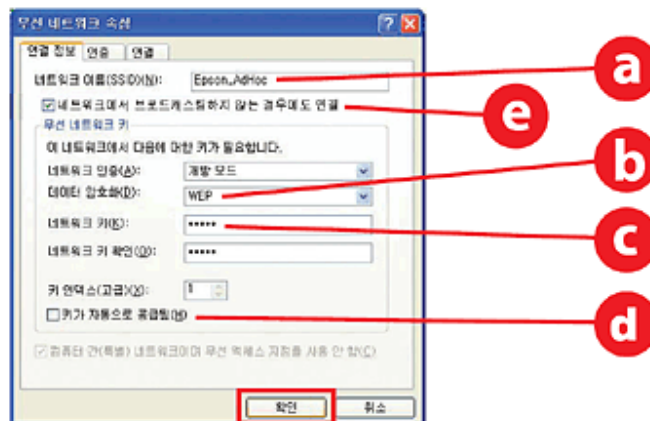 무선 네트워크 속성
연결 정보 인증 연결
네트워크 이름(SSID)(N): Epson_AdHoc
a
네트워크에서 브로드캐스팅하지 않는 경우에도 연결
e
무선 네트워크 키
이 네트워크에서 다음에 대한 키가 필요합니다.
네트워크 인증(A): 개방 모드
데이터 암호화(D): WEP
b
네트워크 키(K): •••••
c
네트워크 키 확인(O): •••••
키 인덱스(고급)(X): 1
키가 자동으로 공급됨(H)
d
컴퓨터 간(특별) 네트워크이며 무선 액세스 지점을 사용 안 함(C)
확인 취소